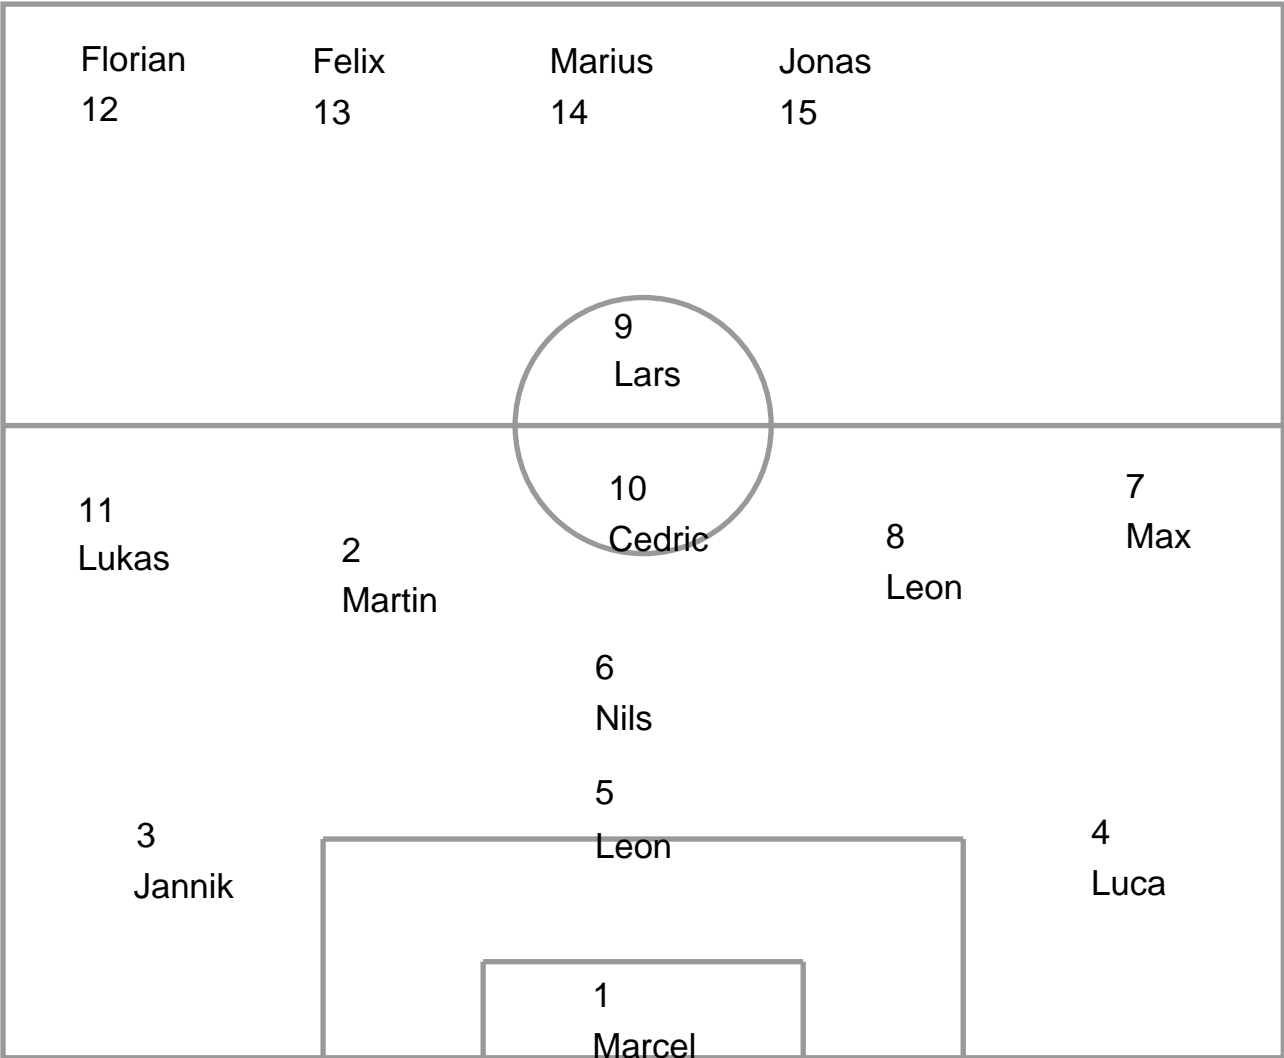 Florian
12
Felix
13
Marius
14
Jonas
15
9
Lars
10
Cedric
11
Lukas
2
Martin
8
Leon
7
Max
6
Nils
5
Leon
3
Jannik
4
Luca
1
Marcel